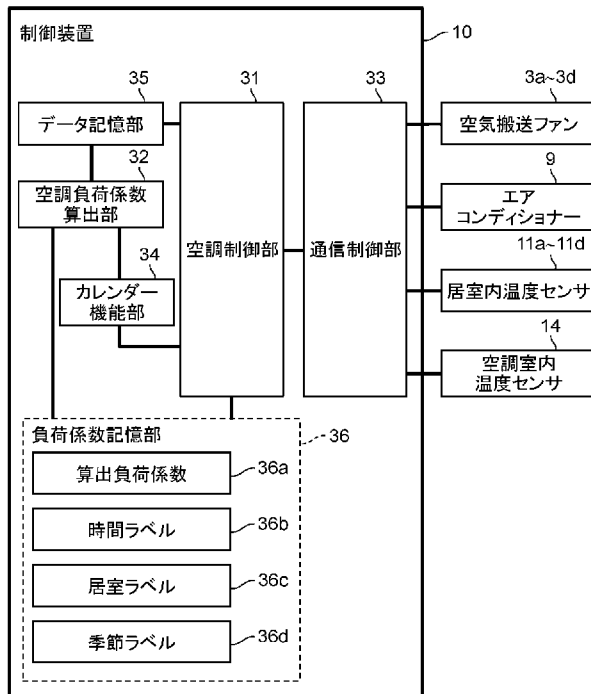 制御装置
10
35
31
33
3a~3d
データ記憶部
空気搬送ファン
32
9
空調負荷係数
算出部
エア
コンディショナー
空調制御部
通信制御部
34
11a~11d
カレンダー
機能部
居室内温度センサ
14
空調室内
温度センサ
負荷係数記憶部
36
算出負荷係数
36a
時間ラベル
36b
居室ラベル
36c
季節ラベル
36d